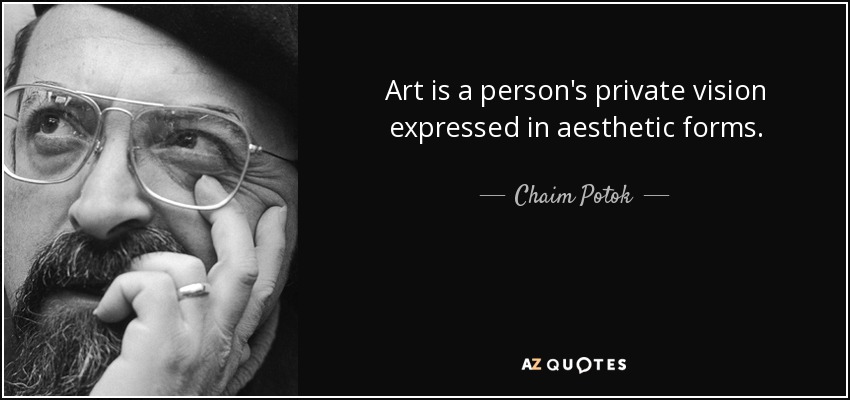 Art is a person's private vision
expressed in aesthetic forms.
Chaim Potok
AZ QUOTES